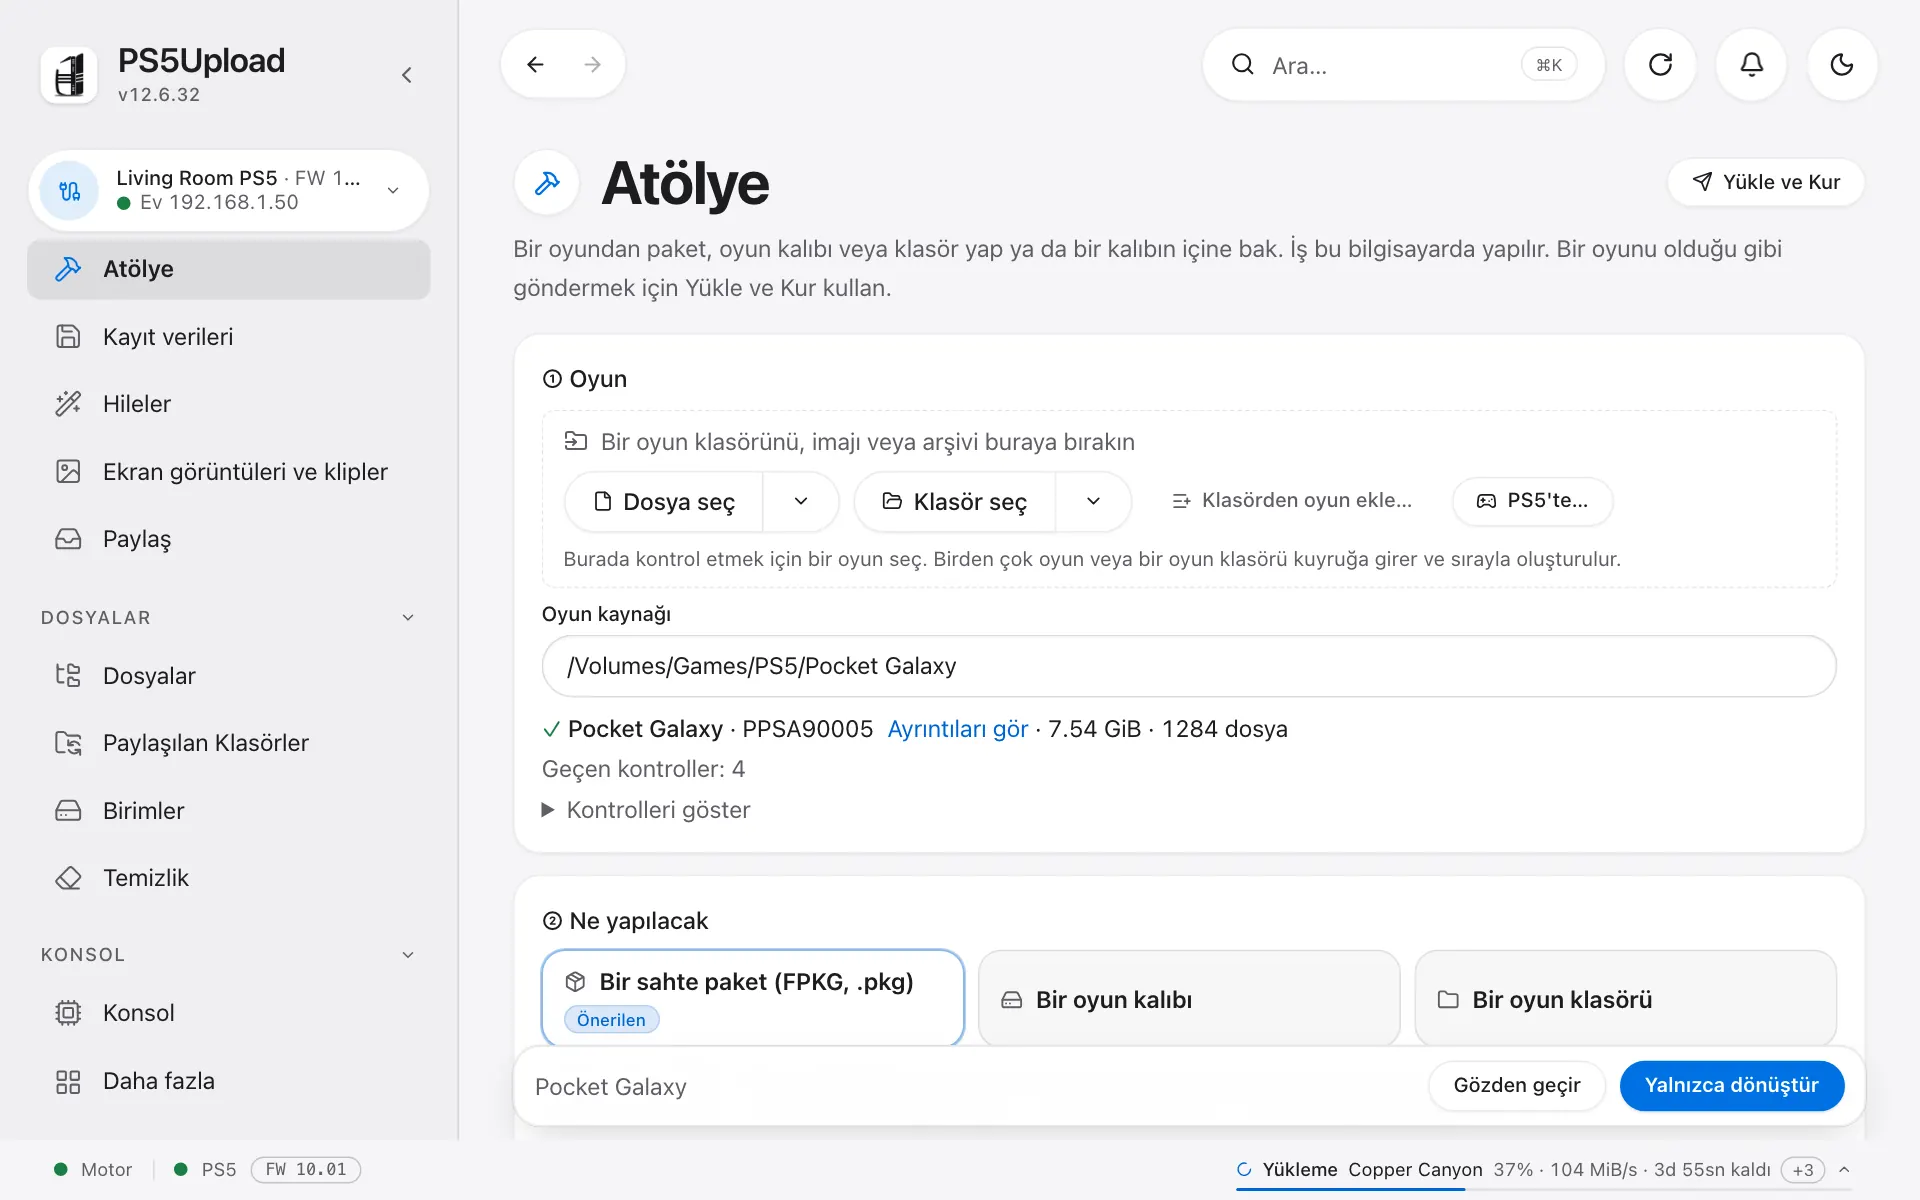 PS5Upload
v12.6.32
Living Room PS5 · FW 1...
Ev 192.168.1.50
Atölye
Kayıt verileri
Hileler
Ekran görüntüleri ve klipler
Paylaş
DOSYALAR
Dosyalar
Paylaşılan Klasörler
Birimler
Temizlik
KONSOL
Konsol
Daha fazla
Ara...
⌘K
Atölye
Yükle ve Kur
Bir oyundan paket, oyun kalıbı veya klasör yap ya da bir kalıbın içine bak. İş bu bilgisayarda yapılır. Bir oyunu olduğu gibi
göndermek için Yükle ve Kur kullan.
① Oyun
Bir oyun klasörünü, imajı veya arşivi buraya bırakın
Dosya seç
Klasör seç
Klasörden oyun ekle...
PS5'te...
Burada kontrol etmek için bir oyun seç. Birden çok oyun veya bir oyun klasörü kuyruğa girer ve sırayla oluşturulur.
Oyun kaynağı
/Volumes/Games/PS5/Pocket Galaxy
Pocket Galaxy · PPSA90005 Ayrıntıları gör · 7.54 GiB · 1284 dosya
Geçen kontroller: 4
Kontrolleri göster
② Ne yapılacak
Bir sahte paket (FPKG, .pkg)
Önerilen
Bir oyun kalıbı
Bir oyun klasörü
Pocket Galaxy
Gözden geçir
Yalnızca dönüştür
Motor
PS5
FW 10.01
Yükleme Copper Canyon 37% · 104 MiB/s · 3d 55sn kaldı
+3